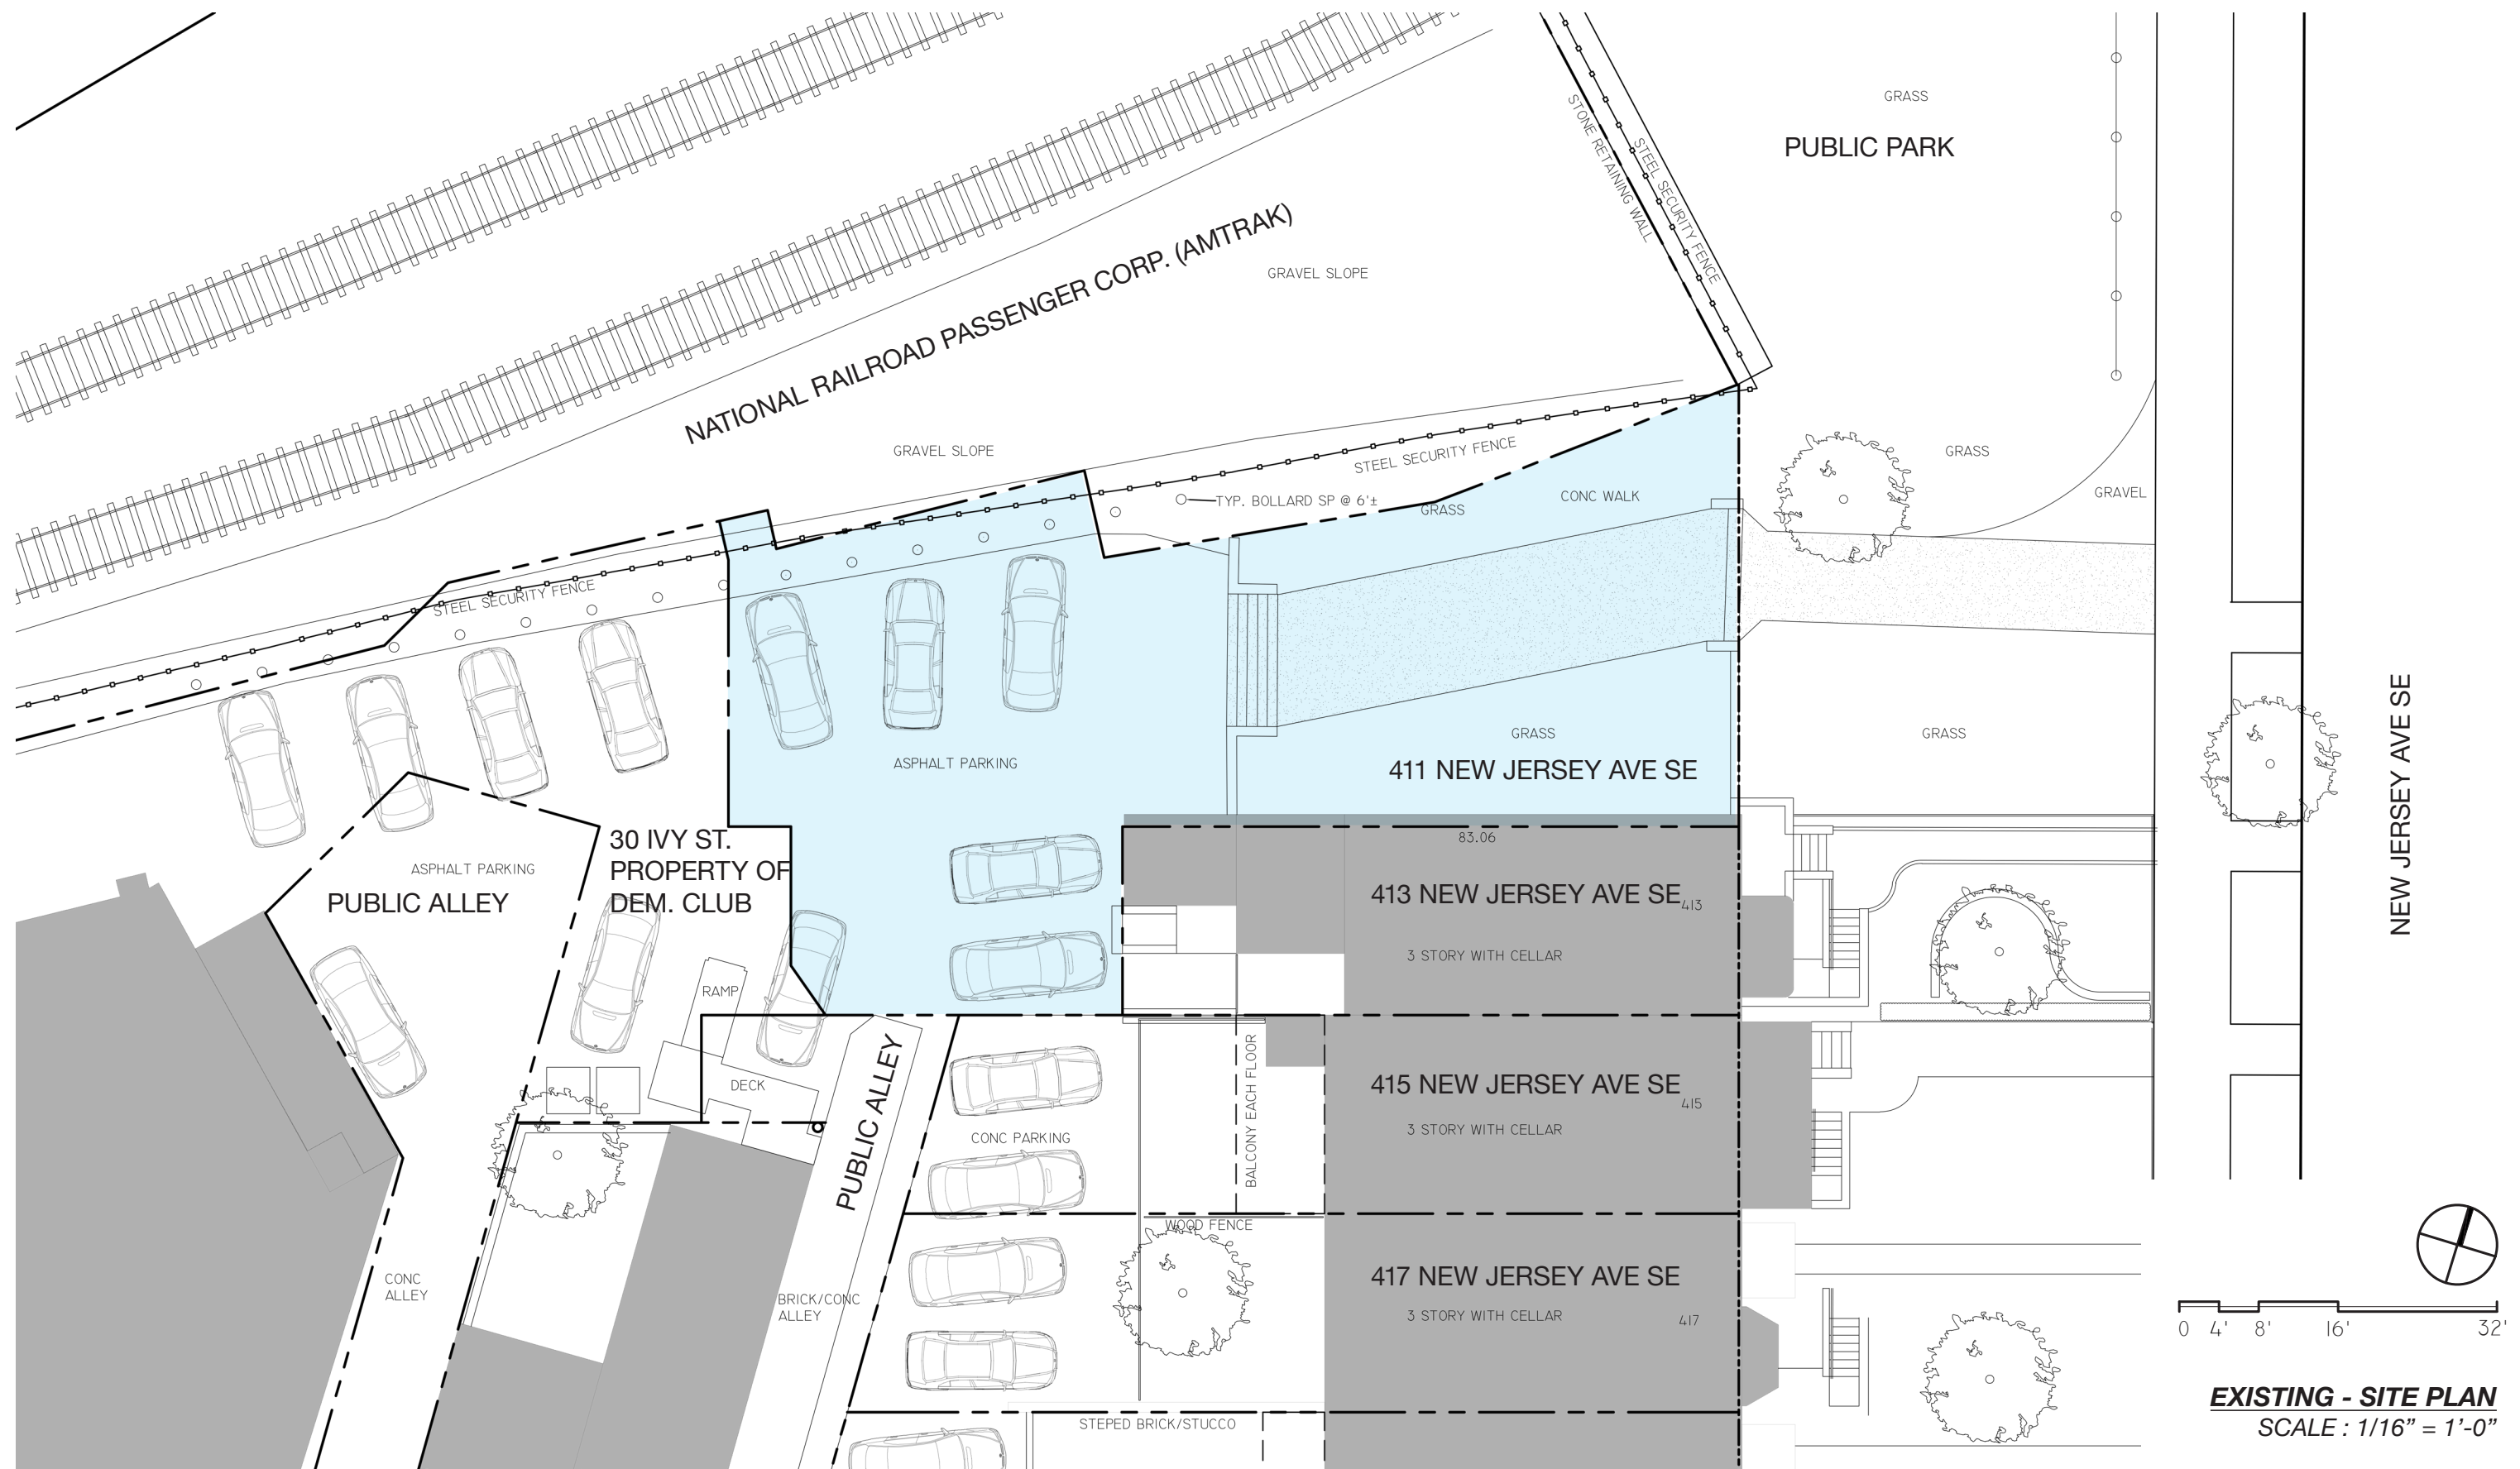 GRASS
PUBLIC PARK
STONE RETAINING WALL
STEEL SECURITY FENCE
NATIONAL RAILROAD PASSENGER CORP. (AMTRAK)
GRAVEL SLOPE
GRAVEL SLOPE
STEEL SECURITY FENCE
GRASS
GRAVEL
CONC WALK
TYP. BOLLARD SP @ 6'±
GRASS
STEEL SECURITY FENCE
GRASS
GRASS
ASPHALT PARKING
411 NEW JERSEY AVE SE
NEW JERSEY AVE SE
30 IVY ST.
PROPERTY OF
DEM. CLUB
83.06
ASPHALT PARKING
PUBLIC ALLEY
413 NEW JERSEY AVE SE
413
3 STORY WITH CELLAR
RAMP
DECK
PUBLIC ALLEY
BALCONY EACH FLOOR
415 NEW JERSEY AVE SE
415
3 STORY WITH CELLAR
CONC PARKING
WOOD FENCE
417 NEW JERSEY AVE SE
3 STORY WITH CELLAR
417
CONC
ALLEY
BRICK/CONC
ALLEY
STEPED BRICK/STUCCO
0 4' 8' 16' 32'
EXISTING - SITE PLAN
SCALE : 1/16” = 1’-0”